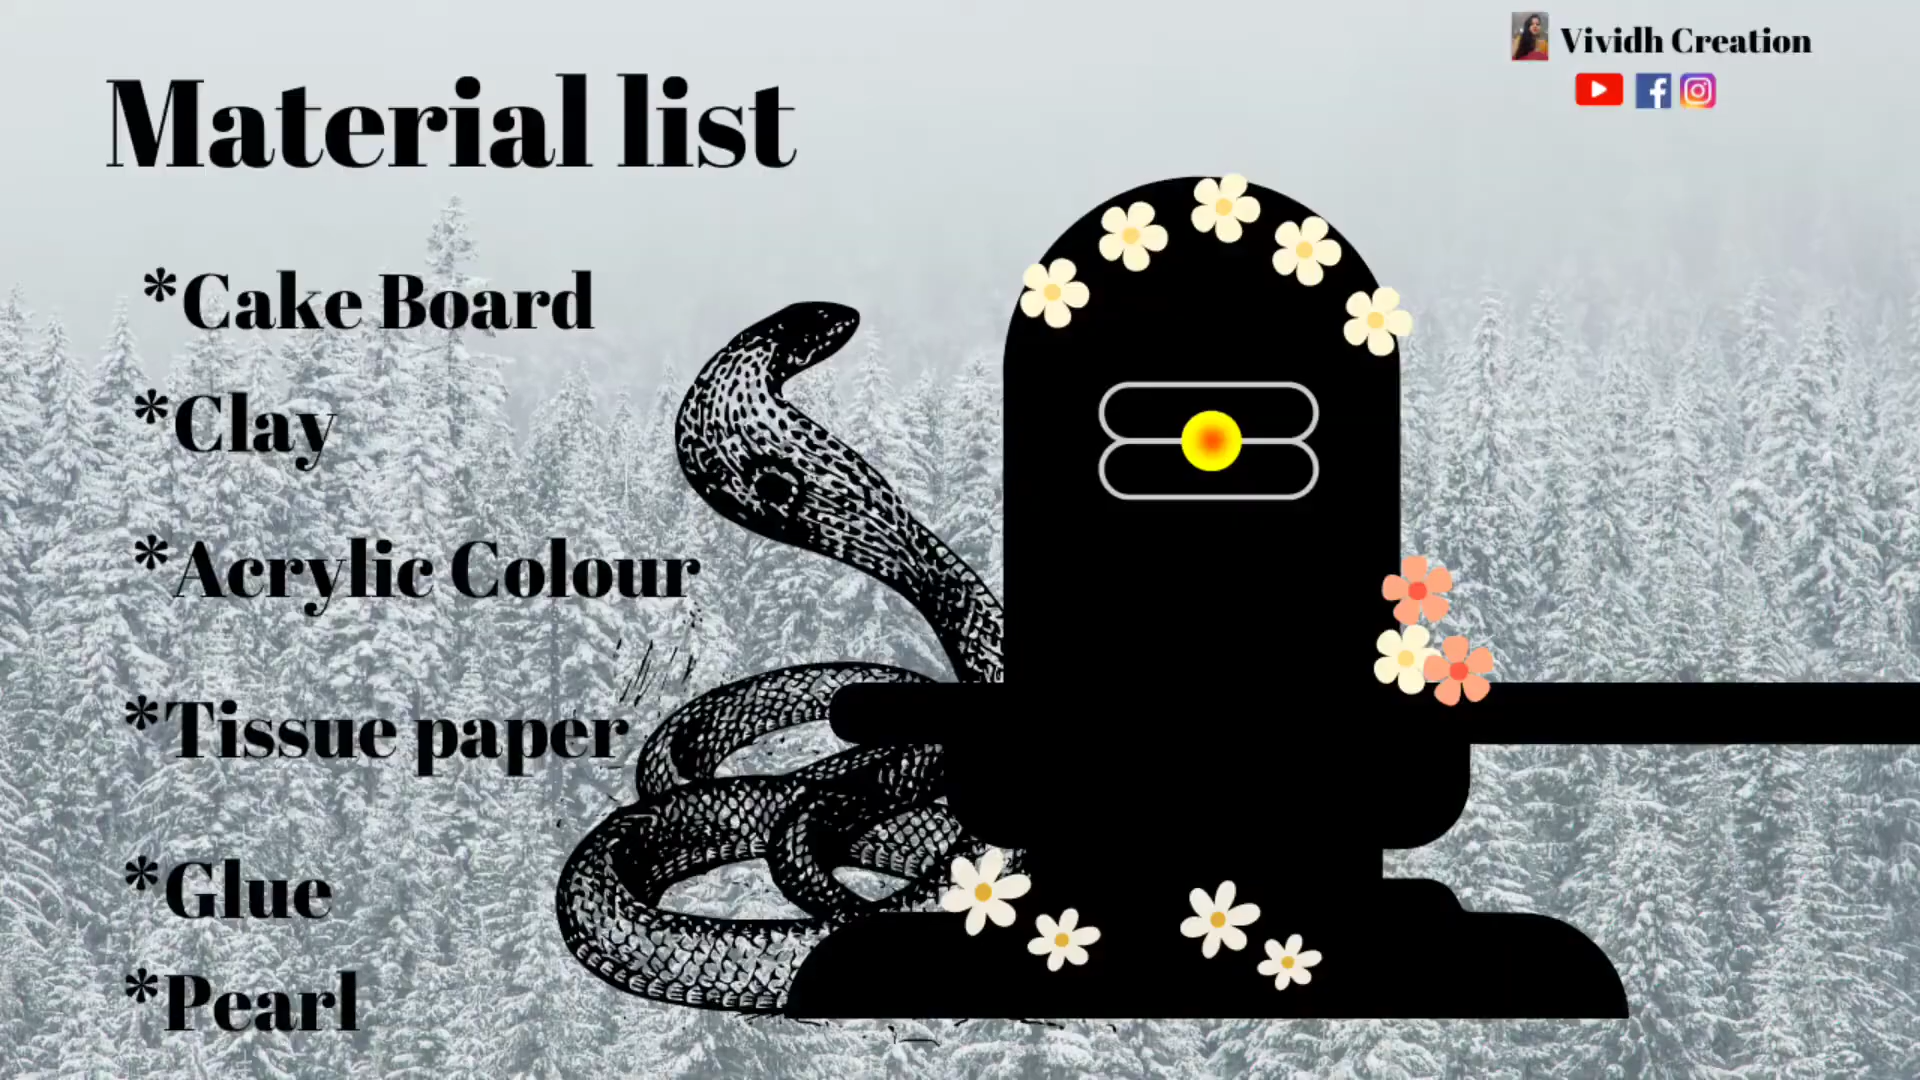 Vividh Creation
Material list
*Cake Board
*Clay
*Acrylic Colour
*Tissue paper
*Glue
*Pearl